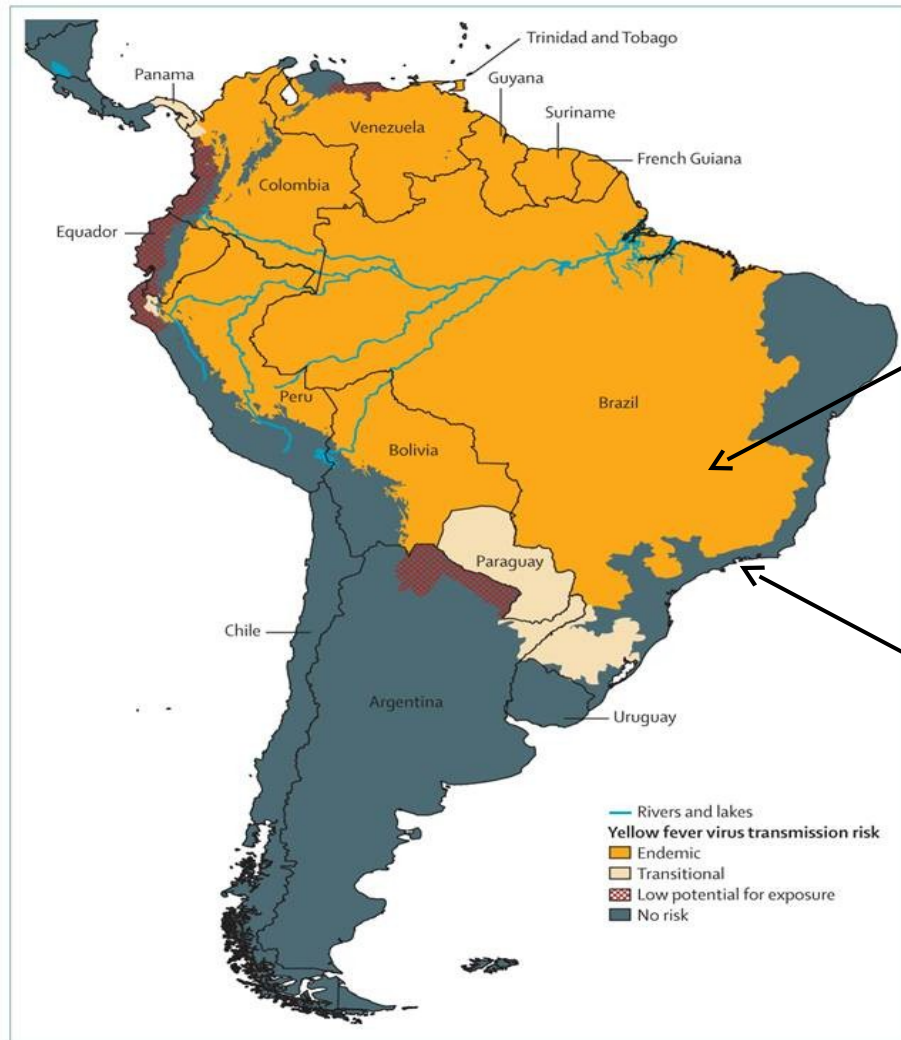 Trinidad and Tobago
Panama
Guyana
Suriname
Venezuela
French Guiana
Colombia
Equador
Peru
Brazil
Bolivia
Paraguay
Chile
Argentina
Uruguay
Rivers and lakes
Yellow fever virus transmission risk
Endemic
Transitional
Low potential for exposure
No risk